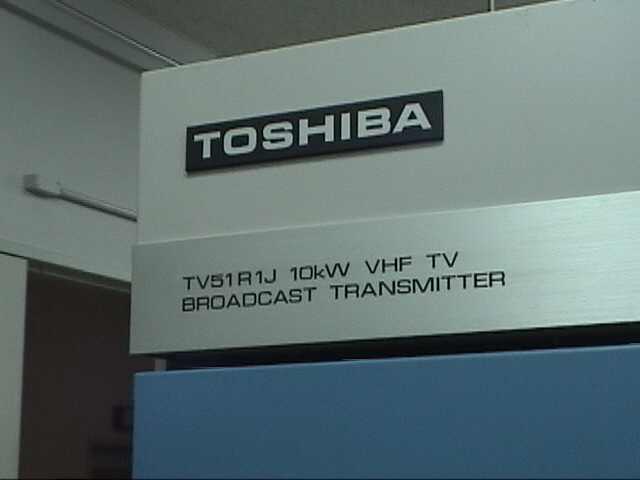 TOSHIBA
TV51R1J 10kW VHF TV
BROADCAST TRANSMITTER